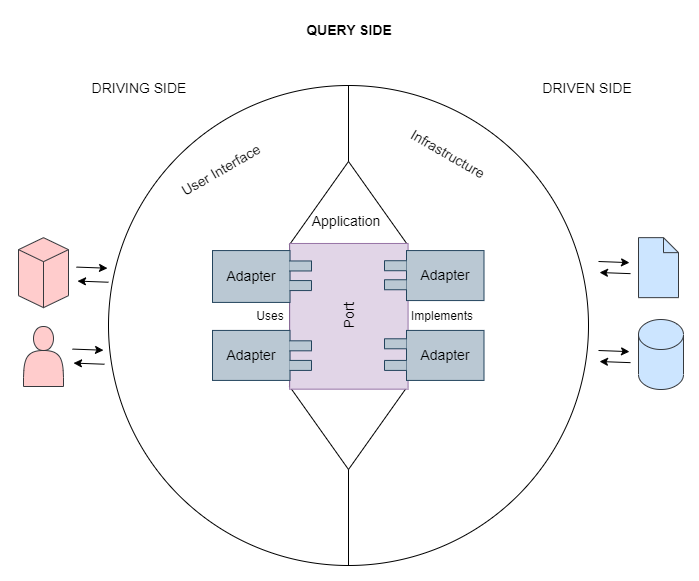 QUERY SIDE
DRIVING SIDE
DRIVEN SIDE
User Interface
Infrastructure
Application
Adapter
Adapter
Port
Uses
Implements
Adapter
Adapter